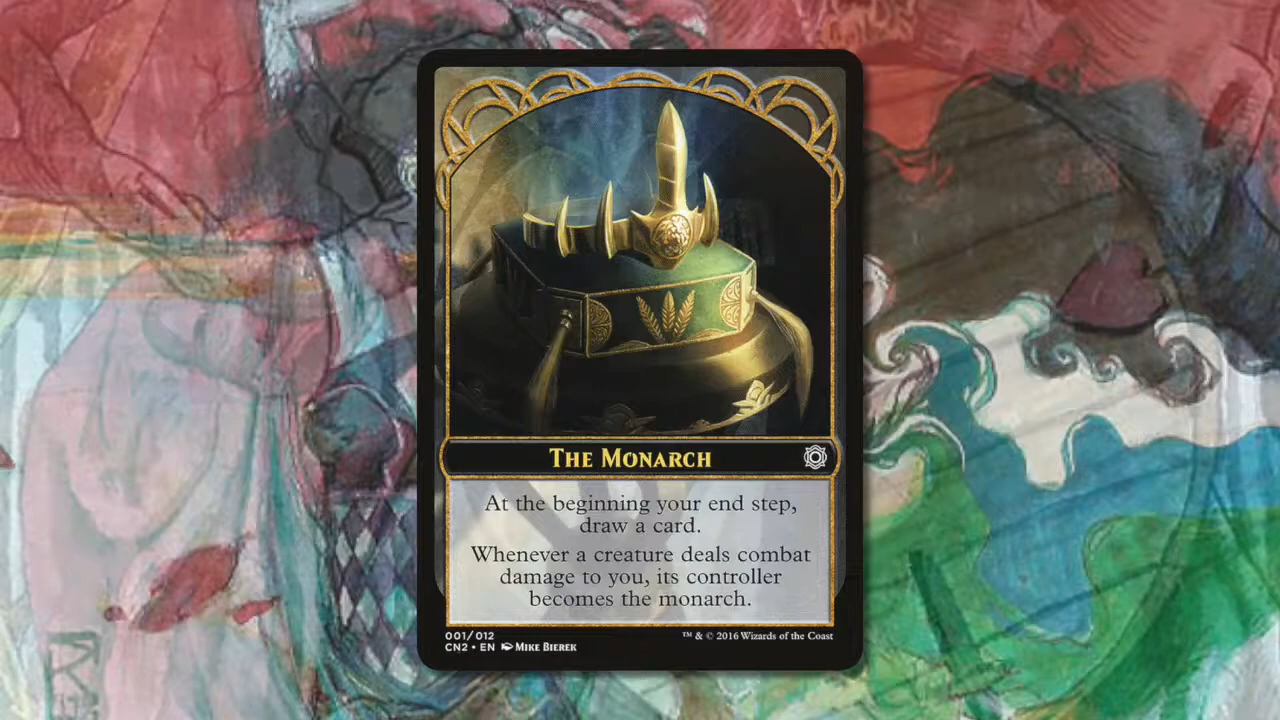 THE MONARCH
At the beginning your end step,
draw a card.
Whenever a creature deals combat
damage to you, its controller
becomes the monarch.
001/012
CN2 • EN MIKE BIEREK
™ & © 2016 Wizards of the Coast